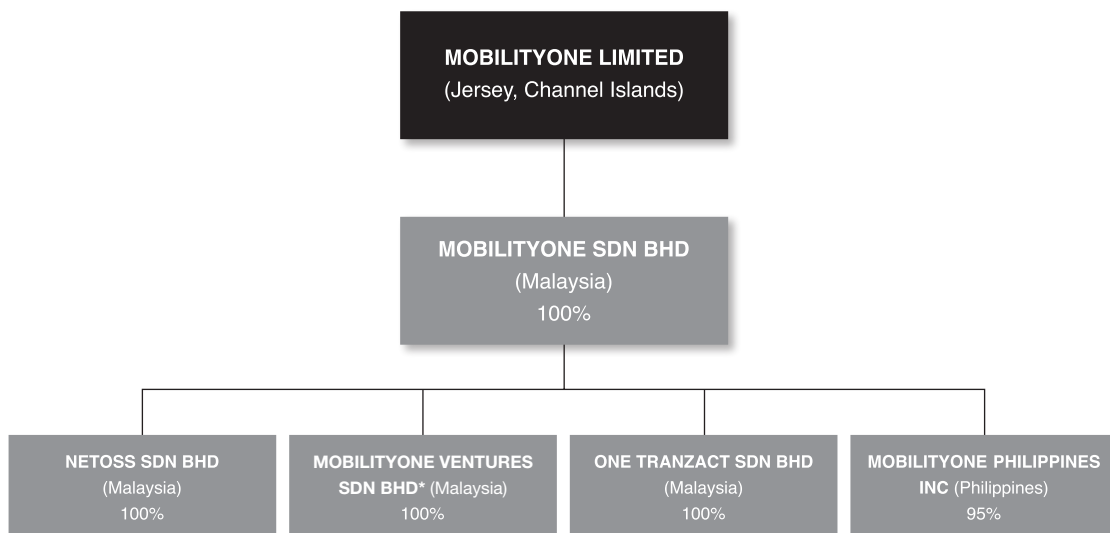 MOBILITYONE LIMITED
(Jersey, Channel Islands)
MOBILITYONE SDN BHD
(Malaysia)
100%
NETOSS SDN BHD
(Malaysia)
100%
MOBILITYONE VENTURES
SDN BHD* (Malaysia)
100%
ONE TRANZACT SDN BHD
(Malaysia)
100%
MOBILITYONE PHILIPPINES
INC (Philippines)
95%